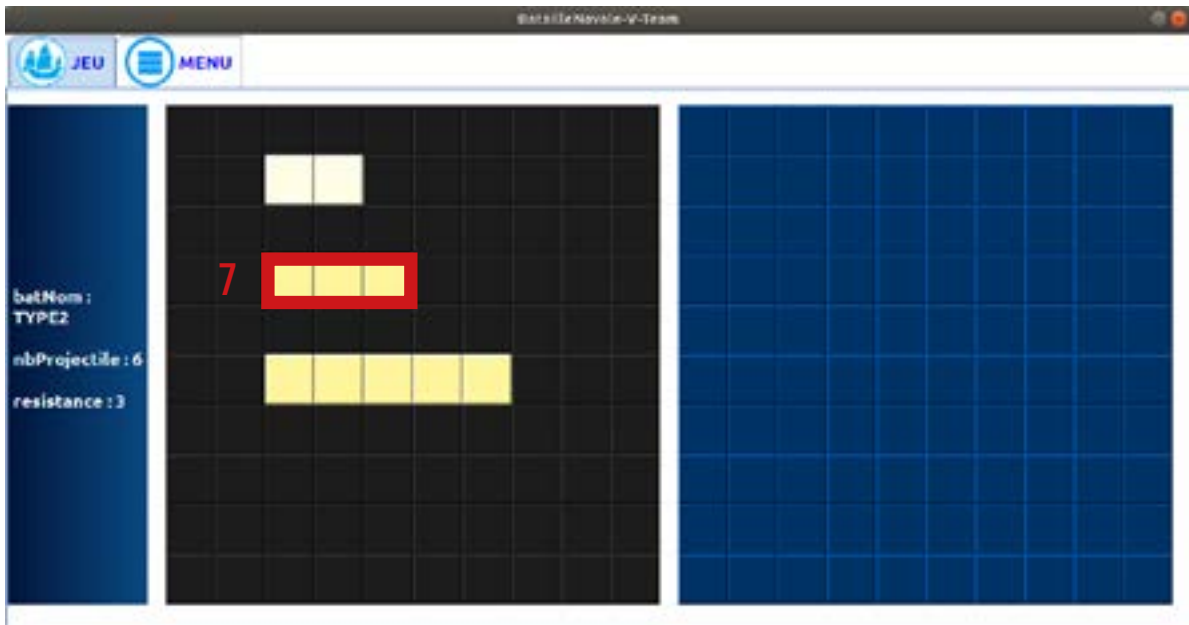 BatailleNavale-V-Team
JEU MENU
7
batNom :
TYPE2
nbProjectile : 6
resistance : 3